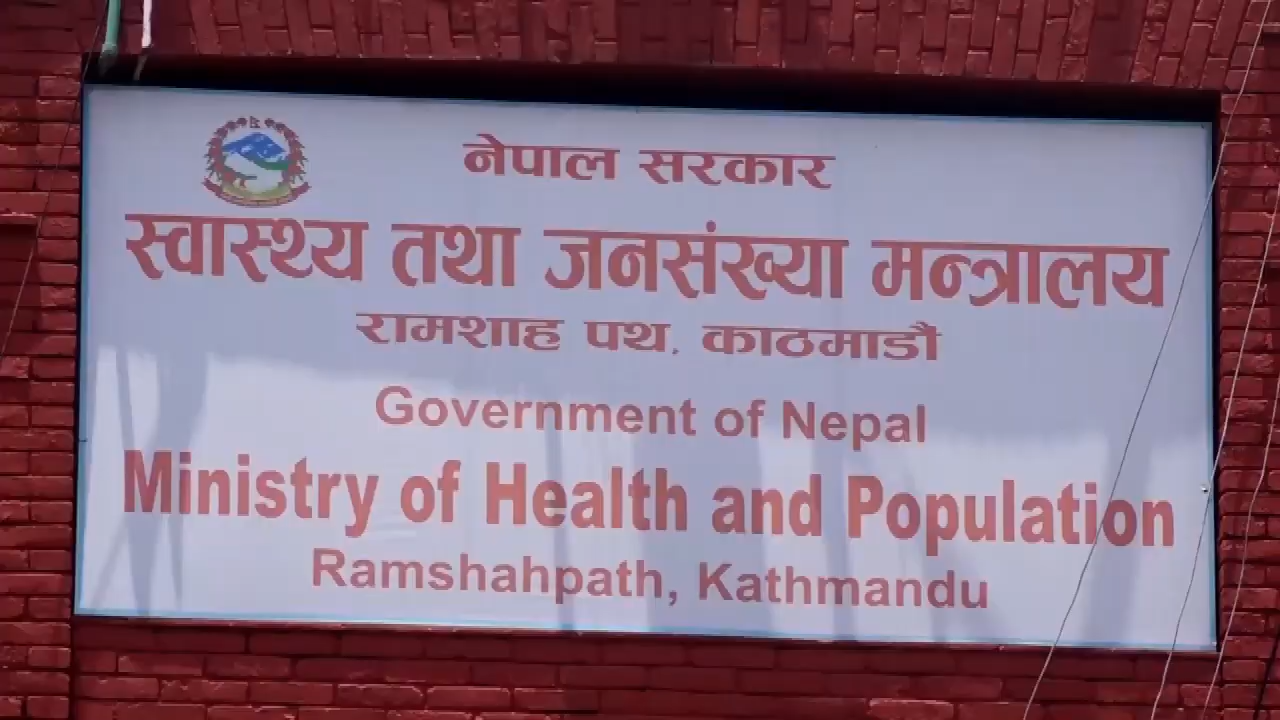 नेपाल सरकार
स्वास्थ्य तथा जनसंख्या मन्त्रालय
रामशाह पथ, काठमाडौं
Government of Nepal
Ministry of Health and Population
Ramshahpath, Kathmandu